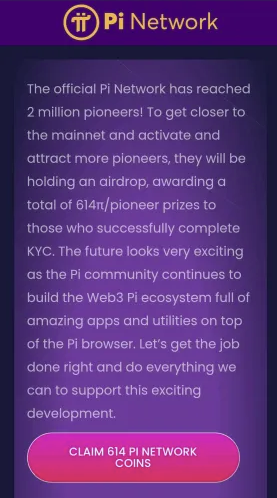 Pi Network
The official Pi Network has reached
2 million pioneers! To get closer to
the mainnet and activate and
attract more pioneers, they will be
holding an airdrop, awarding a
total of 614π/pioneer prizes to
those who successfully complete
KYC. The future looks very exciting
as the Pi community continues to
build the Web3 Pi ecosystem full of
amazing apps and utilities on top
of the Pi browser. Let's get the job
done right and do everything we
can to support this exciting
development.
CLAIM 614 PI NETWORK
COINS